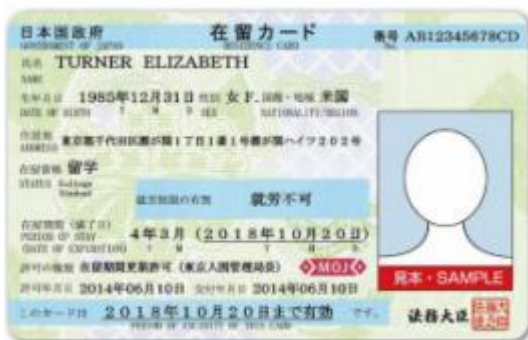 日本国政府 在留カード 番号 AB12345678CD
GOVERNMENT OF JAPAN RESIDENCE CARD No.
氏名 TURNER ELIZABETH
NAME
生年月日 1985年12月31日 性別 女 F. 国籍・地域 米国
DATE OF BIRTH Y M D SEX NATIONALITY/REGION
住居地 東京都千代田区霞が関1丁目1番1号霞が関ハイツ202号
ADDRESS
在留資格 留学
STATUS College
Student
就労制限の有無 就労不可
在留期間(満了日) 4年3月(2018年10月20日)
PERIOD OF STAY Y M Y M D
(DATE OF EXPIRATION)
許可の種類 在留期間更新許可(東京入国管理局長) MOJ
見本・SAMPLE
許可年月日 2014年06月10日 交付年月日 2014年06月10日
このカードは 2018年10月20日まで有効 です。
PERIOD OF VALIDITY OF THIS CARD
法務大臣